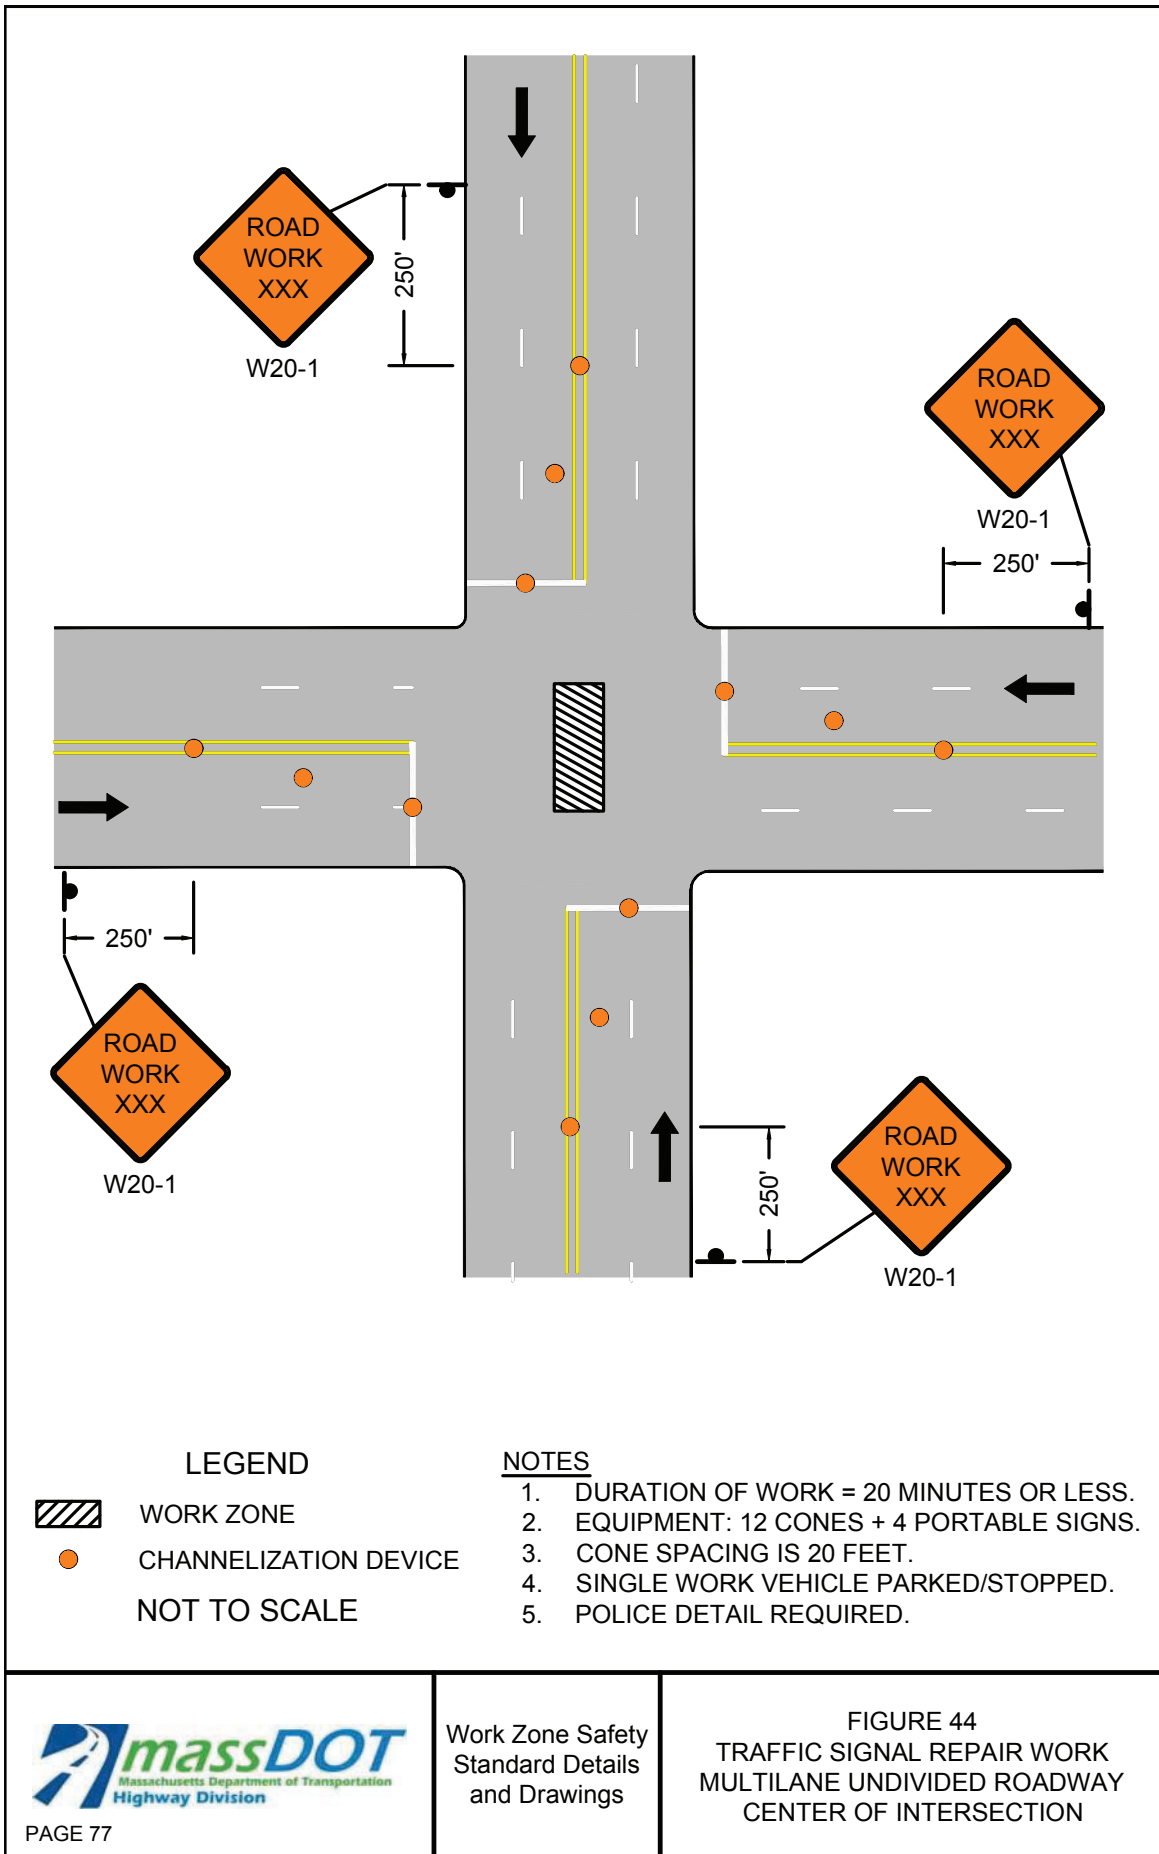 ROAD
WORK
XXX
W20-1
250'
ROAD
WORK
XXX
W20-1
250'
250'
ROAD
WORK
XXX
W20-1
250'
ROAD
WORK
XXX
W20-1
LEGEND
WORK ZONE
CHANNELIZATION DEVICE
NOT TO SCALE
NOTES
1. DURATION OF WORK = 20 MINUTES OR LESS.
2. EQUIPMENT: 12 CONES + 4 PORTABLE SIGNS.
3. CONE SPACING IS 20 FEET.
4. SINGLE WORK VEHICLE PARKED/STOPPED.
5. POLICE DETAIL REQUIRED.
massDOT
Massachusetts Department of Transportation
Highway Division
PAGE 77
Work Zone Safety
Standard Details
and Drawings
FIGURE 44
TRAFFIC SIGNAL REPAIR WORK
MULTILANE UNDIVIDED ROADWAY
CENTER OF INTERSECTION